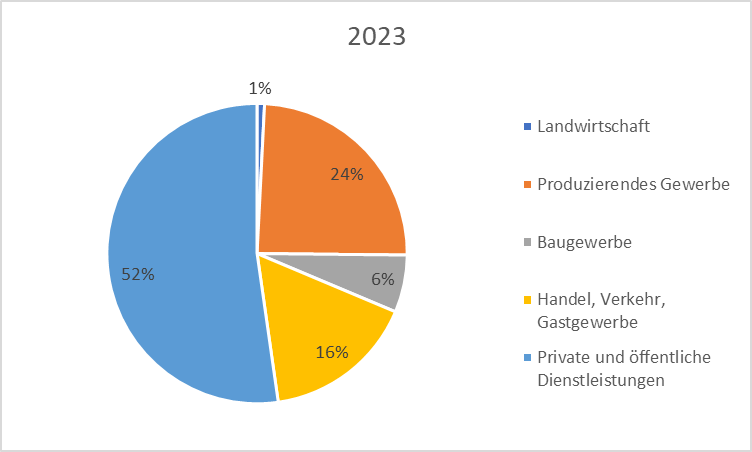 2023
1%
24%
6%
16%
52%
Landwirtschaft
Produzierendes Gewerbe
Baugewerbe
Handel, Verkehr,
Gastgewerbe
Private und öffentliche
Dienstleistungen